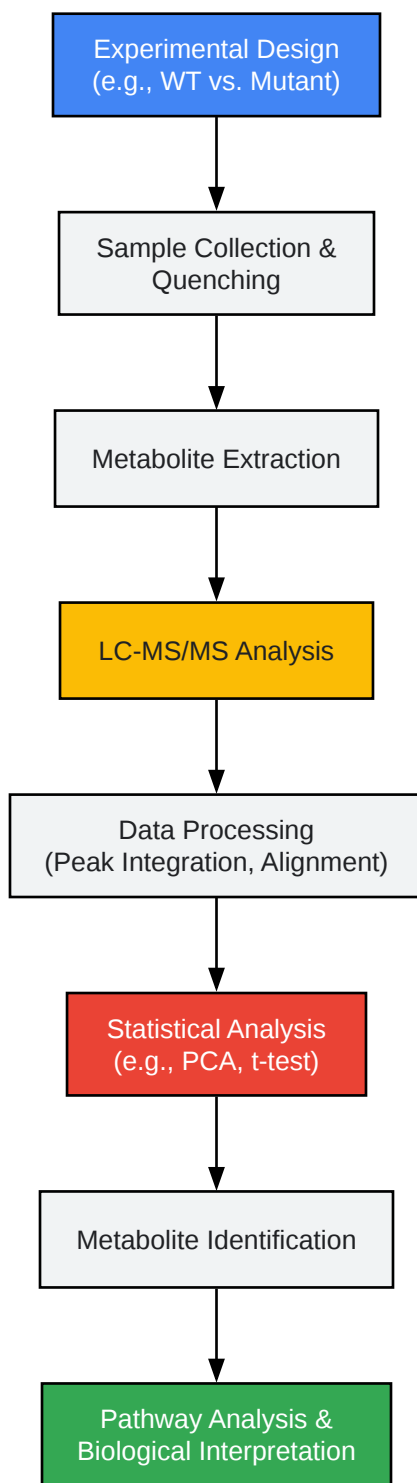 Experimental Design
(e.g., WT vs. Mutant)
Sample Collection &
Quenching
Metabolite Extraction
LC-MS/MS Analysis
Data Processing
(Peak Integration, Alignment)
Statistical Analysis
(e.g., PCA, t-test)
Metabolite Identification
Pathway Analysis &
Biological Interpretation